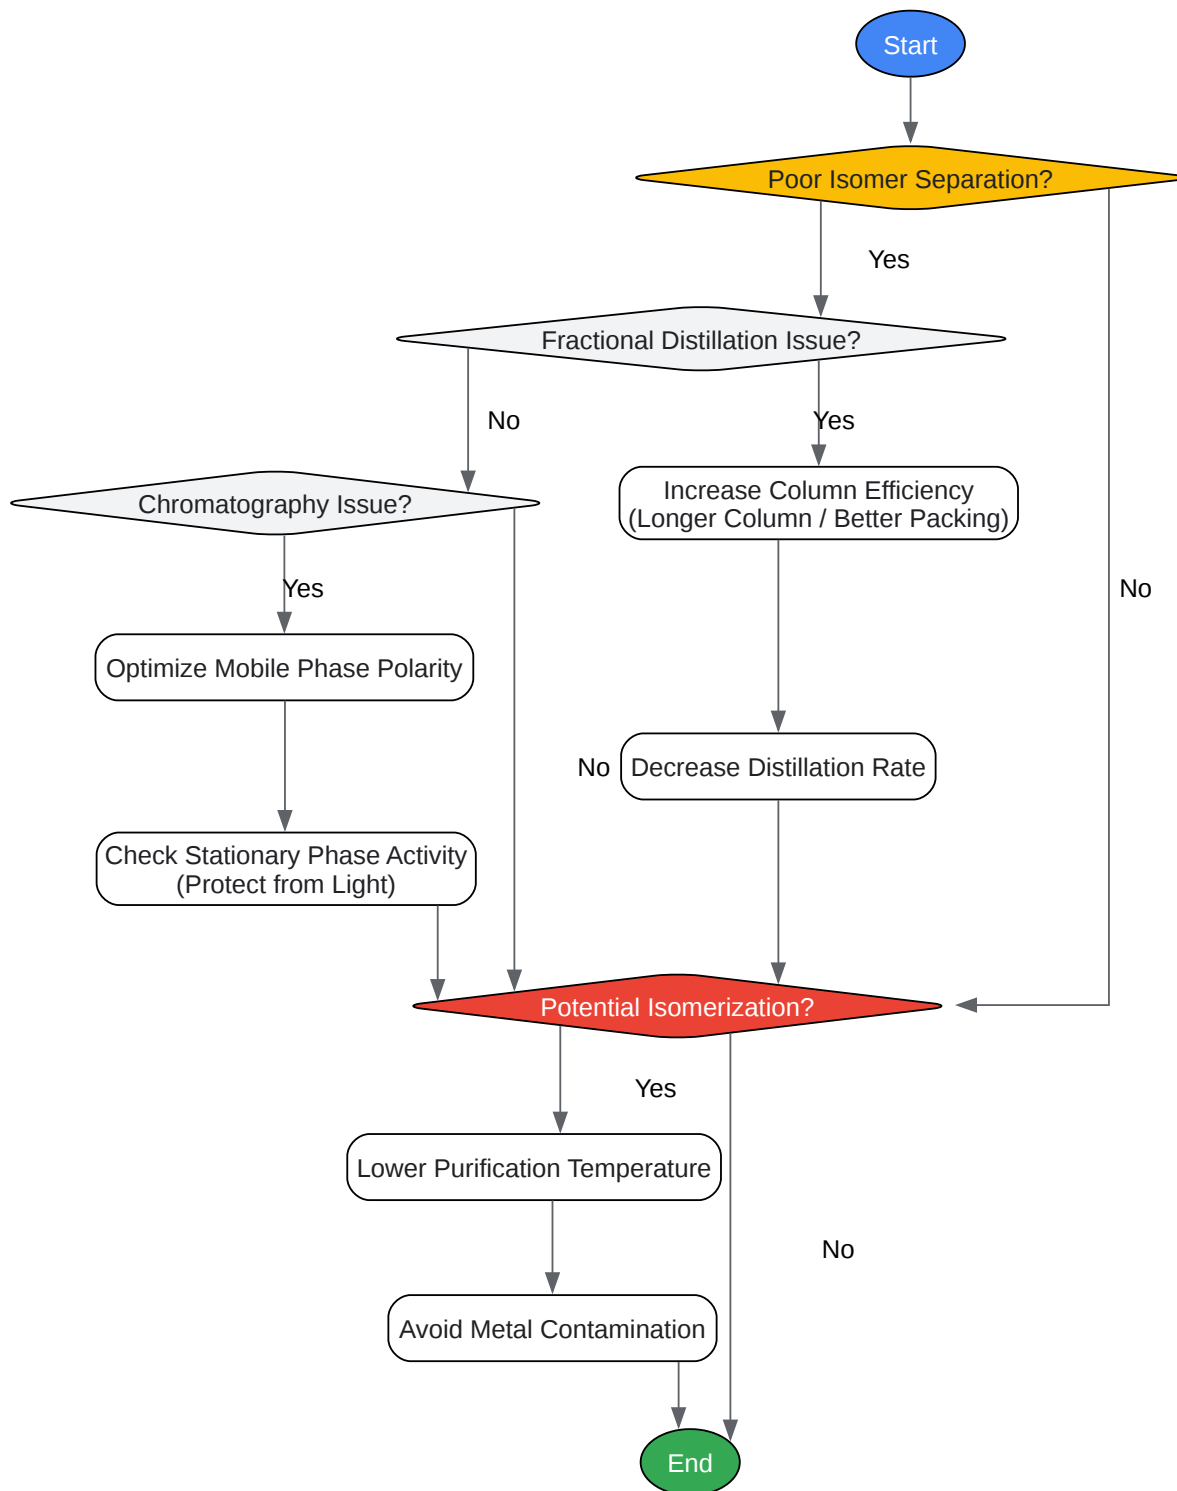 Start
Poor Isomer Separation?
Yes
Fractional Distillation Issue?
No
Yes
Increase Column Efficiency
(Longer Column / Better Packing)
Chromatography Issue?
Yes
No
Optimize Mobile Phase Polarity
No
Decrease Distillation Rate
Check Stationary Phase Activity
(Protect from Light)
Potential Isomerization?
Yes
Lower Purification Temperature
No
Avoid Metal Contamination
End